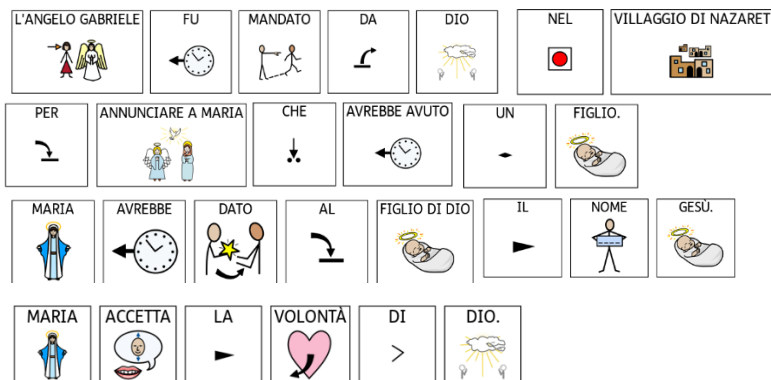 L'ANGELO GABRIELE FU MANDATO DA DIO NEL VILLAGGIO DI NAZARET
PER ANNUNCIARE A MARIA CHE AVREBBE AVUTO UN FIGLIO.
MARIA AVREBBE DATO AL FIGLIO DI DIO IL NOME GESÙ.
MARIA ACCETTA LA VOLONTÀ DI DIO.